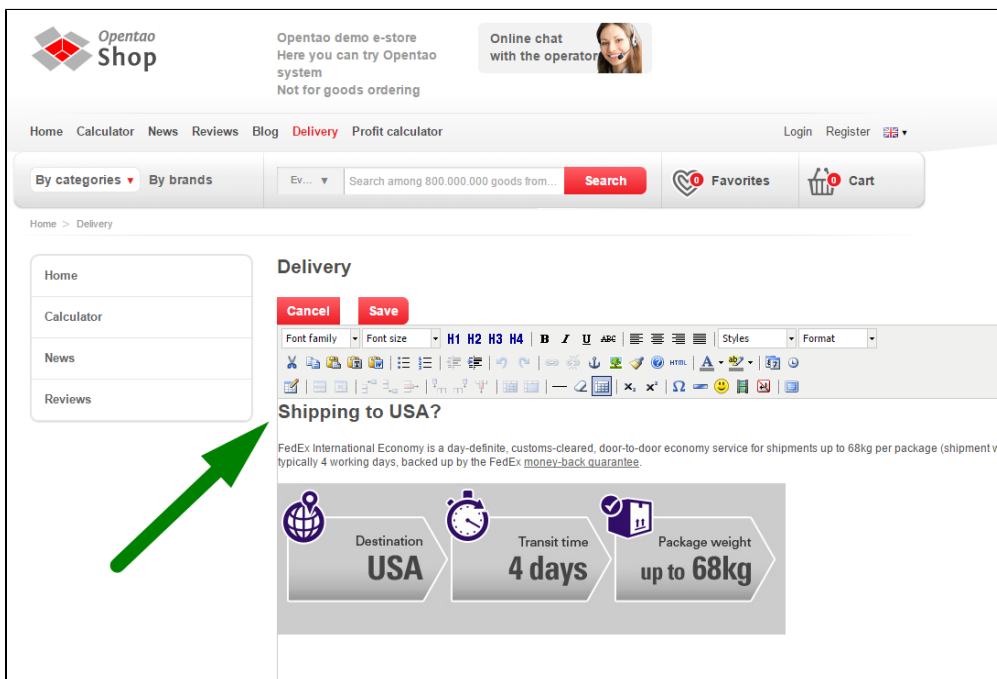 Opentao
Shop
Opentao demo e-store
Here you can try Opentao
system
Not for goods ordering
Online chat
with the operator
Home Calculator News Reviews Blog Delivery Profit calculator
Login Register
By categories By brands
Ev... Search among 800.000.000 goods from... Search
0 Favorites
0 Cart
Home > Delivery
Home
Calculator
News
Reviews
Delivery
Cancel Save
Font family Font size H1 H2 H3 H4 B I U ABC Styles Format
HTML A ab
x₂ x² Ω
Shipping to USA?
FedEx International Economy is a day-definite, customs-cleared, door-to-door economy service for shipments up to 68kg per package (shipment w
typically 4 working days, backed up by the FedEx money-back guarantee.
Destination
USA
Transit time
4 days
Package weight
up to 68kg